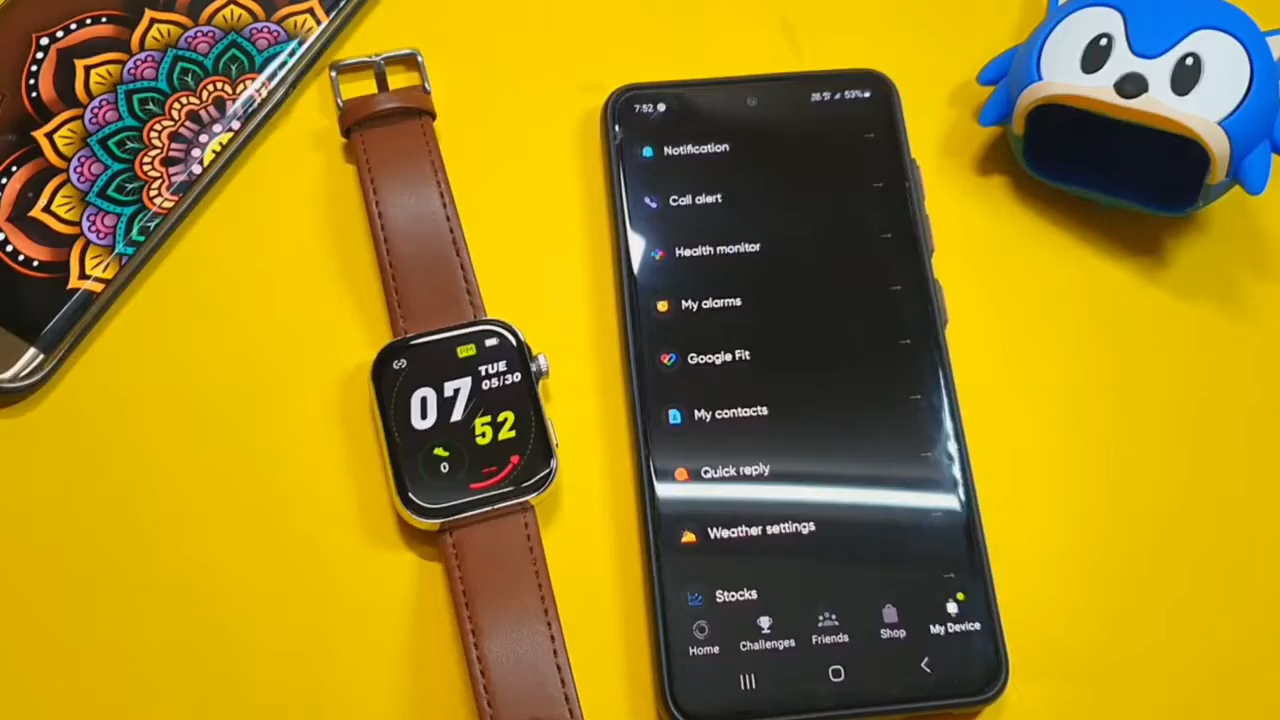 PM
TUE
05/30
07
52
0
7:52
53%
Notification
Call alert
Health monitor
My alarms
Google Fit
My contacts
Quick reply
Weather settings
Stocks
Home
Challenges
Friends
Shop
My Device